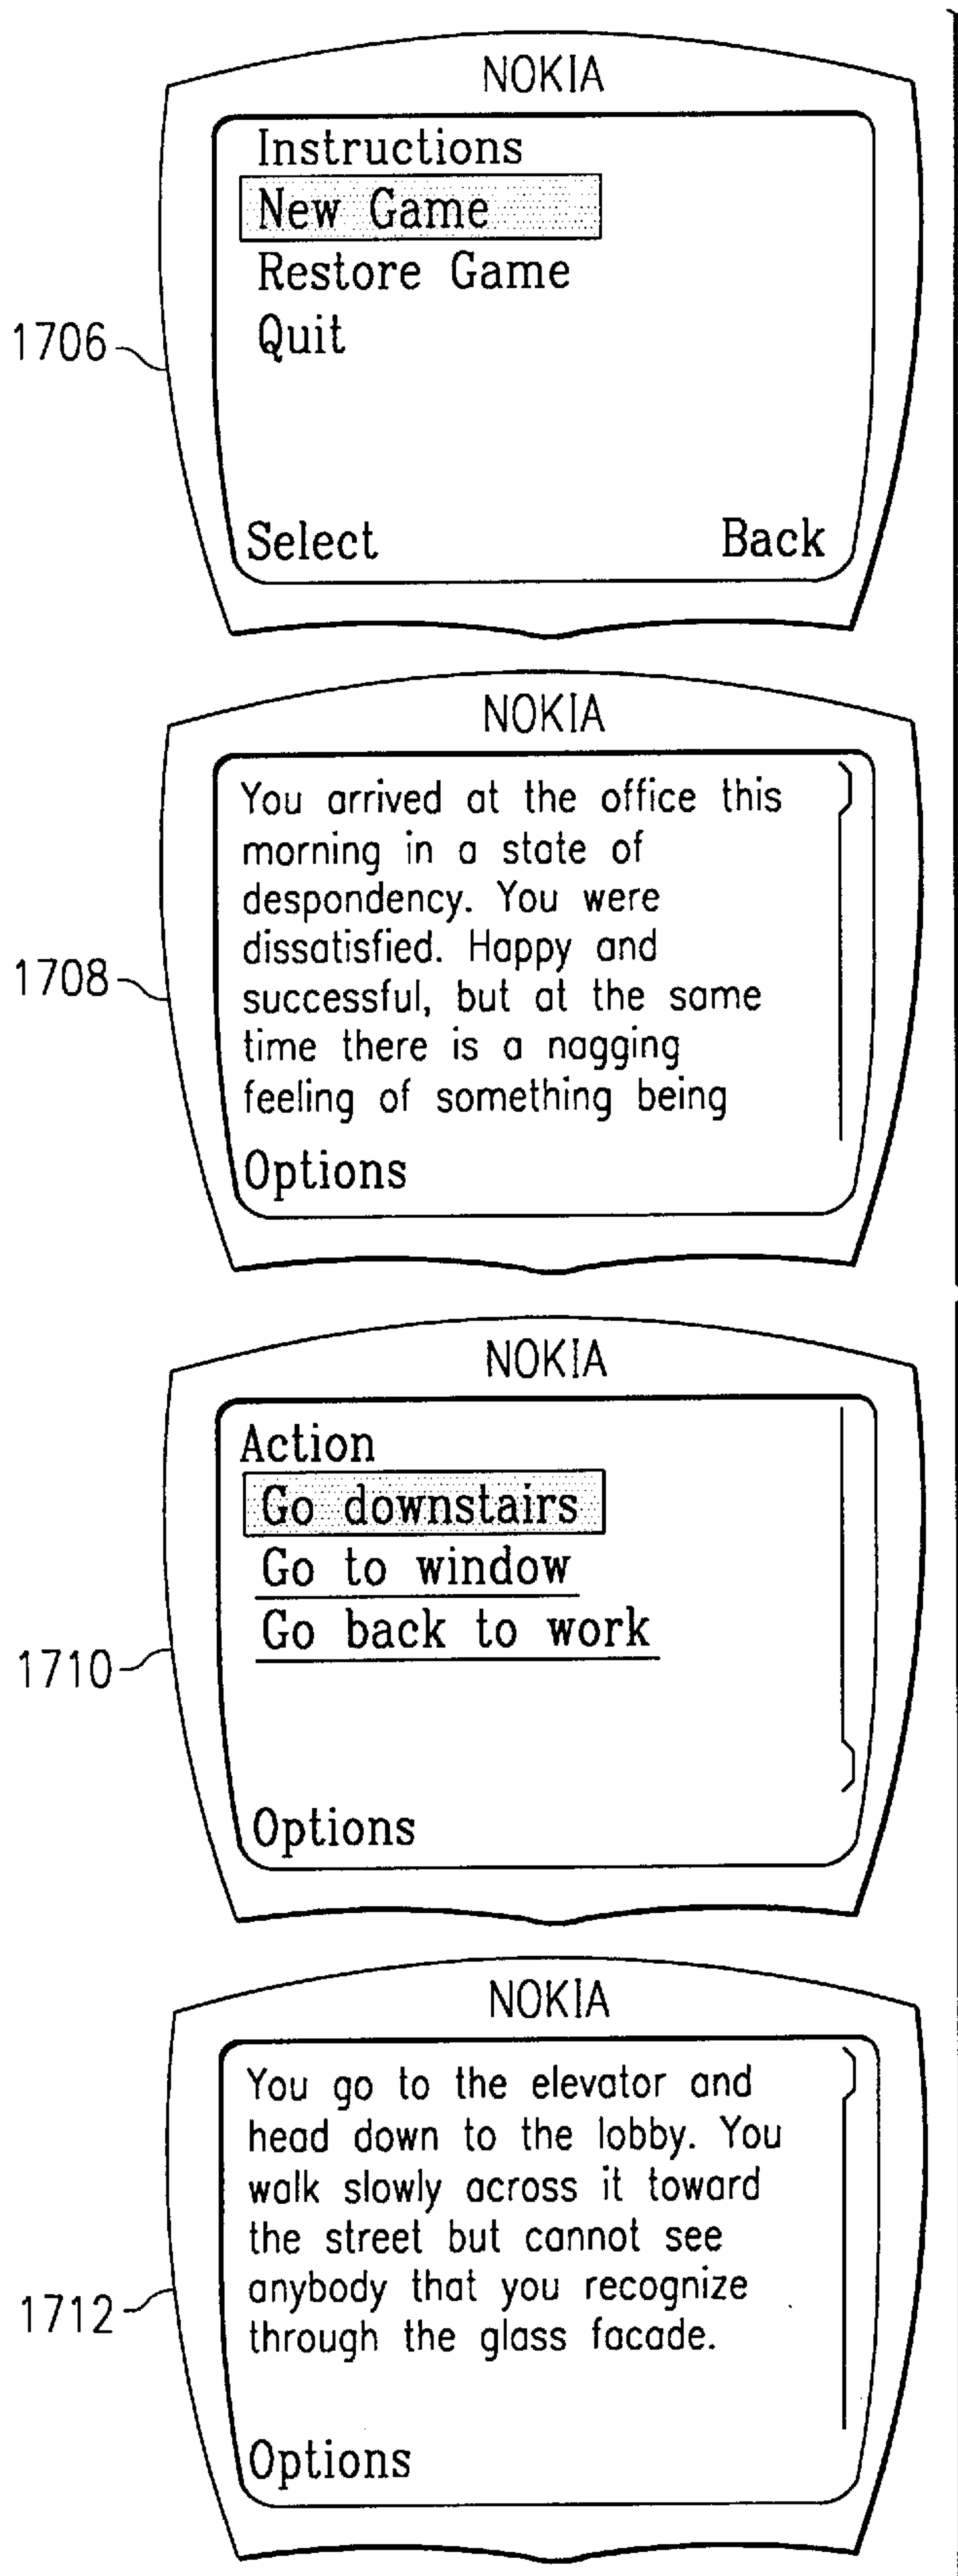 NOKIA
Instructions
New Game
Restore Game
Quit
1706
Select Back
NOKIA
You arrived at the office this
morning in a state of
despondency. You were
dissatisfied. Happy and
1708
successful, but at the same
time there is a nagging
feeling of something being
Options
NOKIA
Action
Go downstairs
Go to window
Go back to work
1710
Options
NOKIA
You go to the elevator and
head down to the lobby. You
walk slowly across it toward
the street but cannot see
anybody that you recognize
1712
through the glass facade.
Options